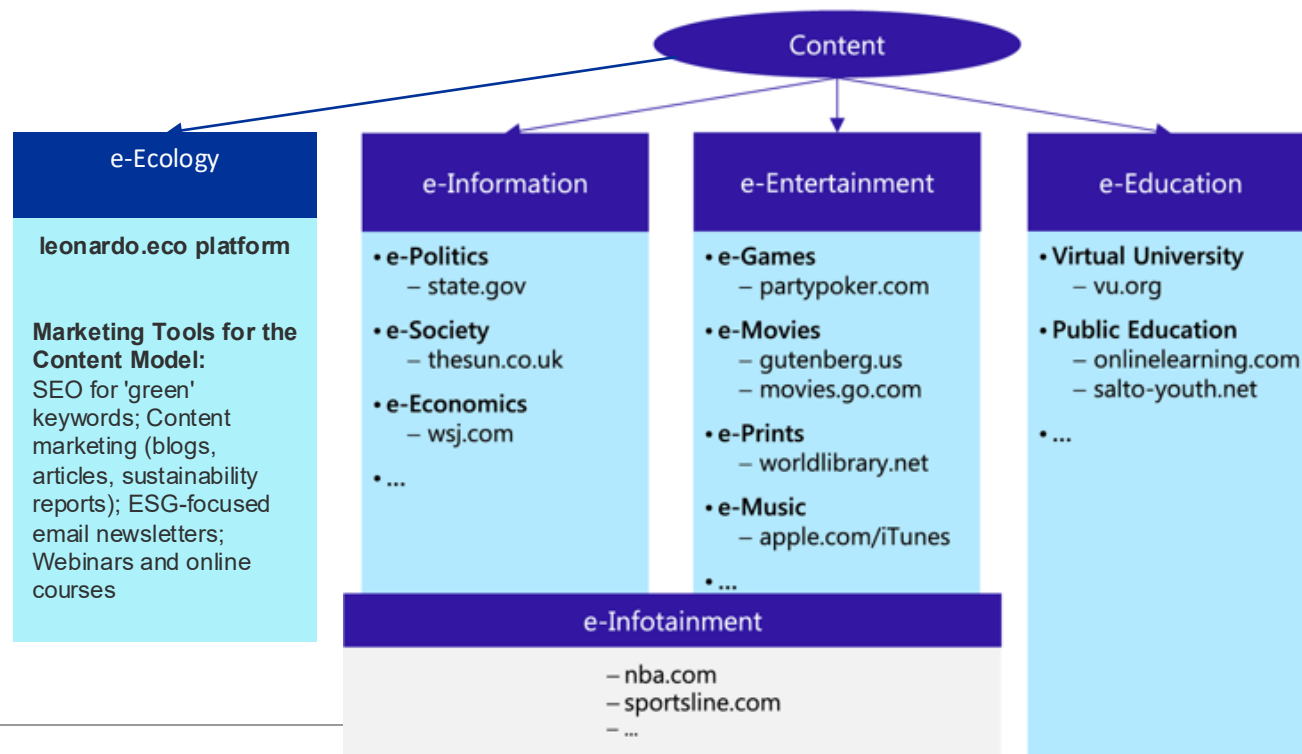 Content
e-Ecology
leonardo.eco platform
Marketing Tools for the
Content Model:
SEO for 'green'
keywords; Content
marketing (blogs,
articles, sustainability
reports); ESG-focused
email newsletters;
Webinars and online
courses
e-Information
• e-Politics
– state.gov
• e-Society
– thesun.co.uk
• e-Economics
– wsj.com
• ...
e-Entertainment
• e-Games
– partypoker.com
• e-Movies
– gutenberg.us
– movies.go.com
• e-Prints
– worldlibrary.net
• e-Music
– apple.com/iTunes
• ...
e-Education
• Virtual University
– vu.org
• Public Education
– onlinelearning.com
– salto-youth.net
• ...
e-Infotainment
– nba.com
– sportsline.com
– ...